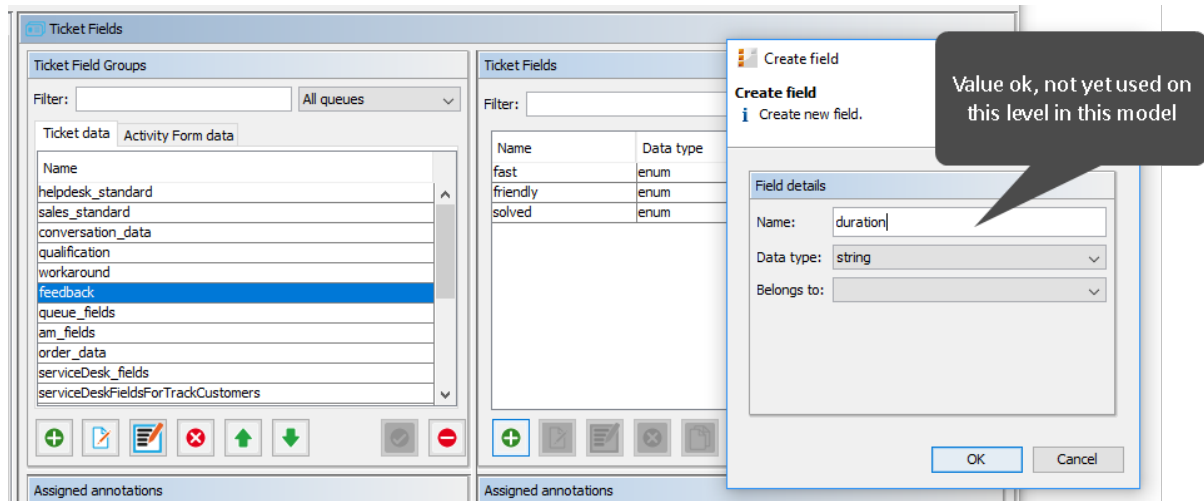 Ticket Fields
Ticket Field Groups
Filter:
All queues
Ticket data
Activity Form data
Name
helpdesk_standard
sales_standard
conversation_data
qualification
workaround
feedback
queue_fields
am_fields
order_data
serviceDesk_fields
serviceDeskFieldsForTrackCustomers
Assigned annotations
Ticket Fields
Filter:
Name Data type
fast enum
friendly enum
solved enum
Assigned annotations
Create field
Create field
Create new field.
Field details
Name: duration
Data type: string
Belongs to:
OK Cancel
Value ok, not yet used on
this level in this model